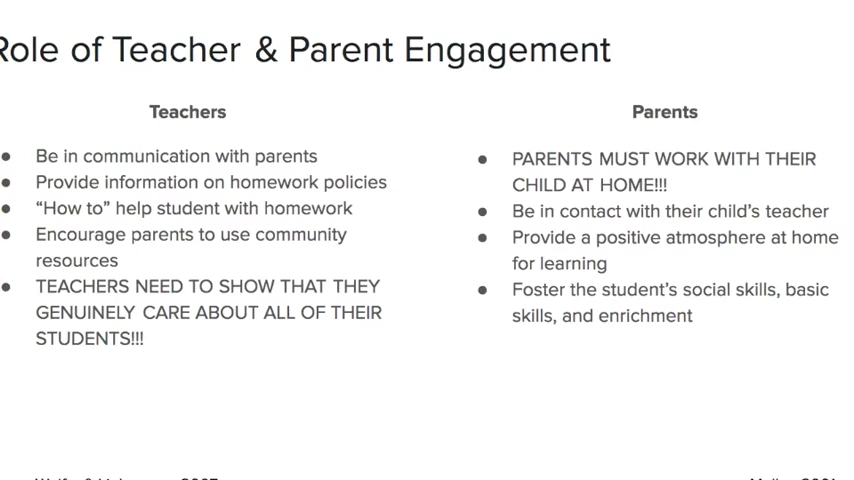 Role of Teacher & Parent Engagement
Teachers
Be in communication with parents
Provide information on homework policies
“How to” help student with homework
Encourage parents to use community
resources
TEACHERS NEED TO SHOW THAT THEY
GENUINELY CARE ABOUT ALL OF THEIR
STUDENTS!!!
Parents
PARENTS MUST WORK WITH THEIR
CHILD AT HOME!!!
Be in contact with their child’s teacher
Provide a positive atmosphere at home
for learning
Foster the student’s social skills, basic
skills, and enrichment